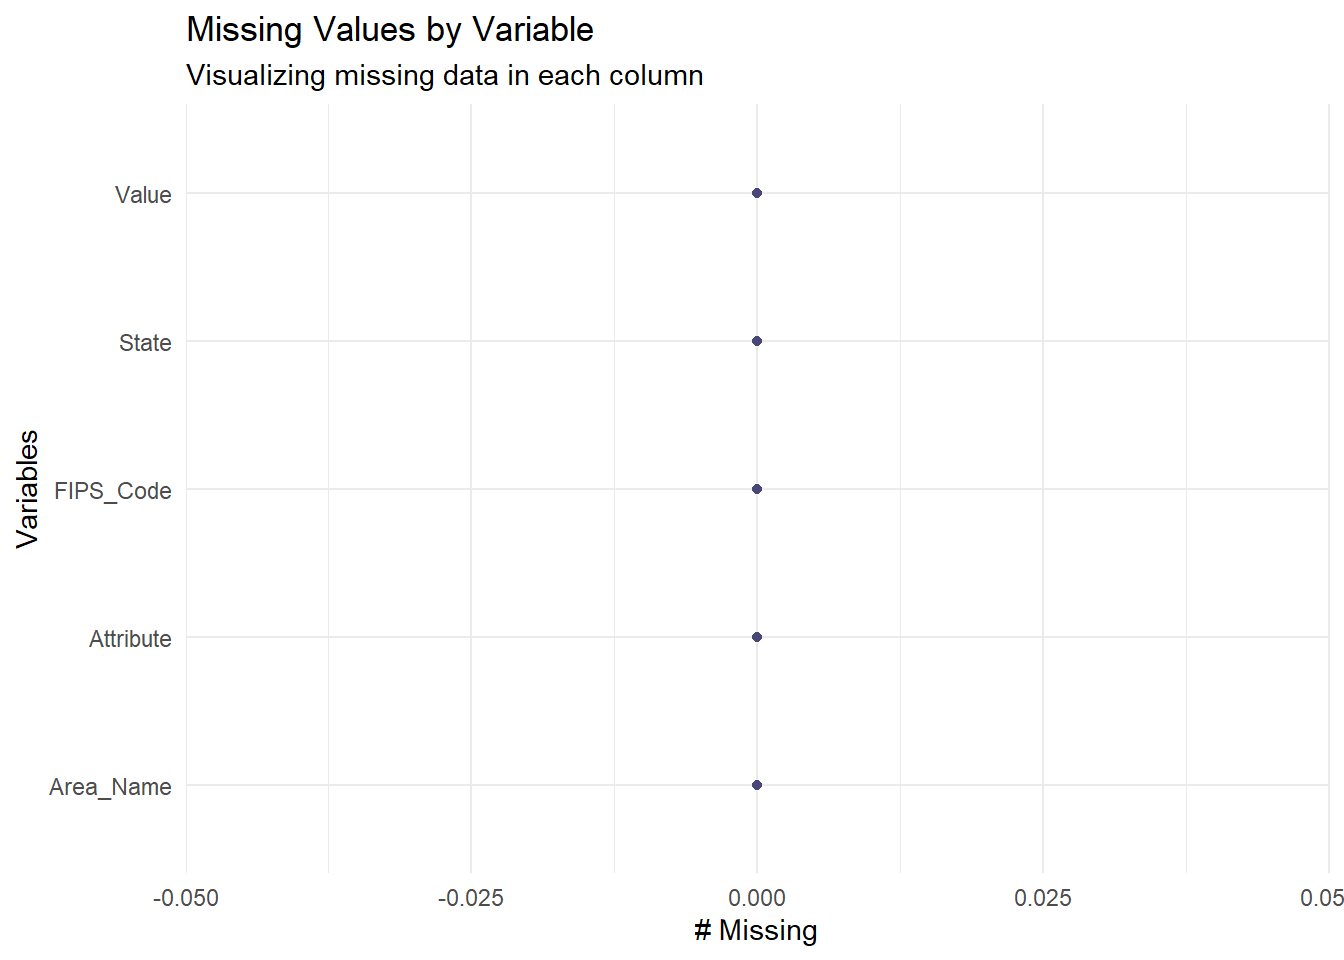 Missing Values by Variable
Visualizing missing data in each column
Value
State
FIPS_Code
Attribute
Area_Name
Variables
-0.050
-0.025
0.000
0.025
0.05
# Missing